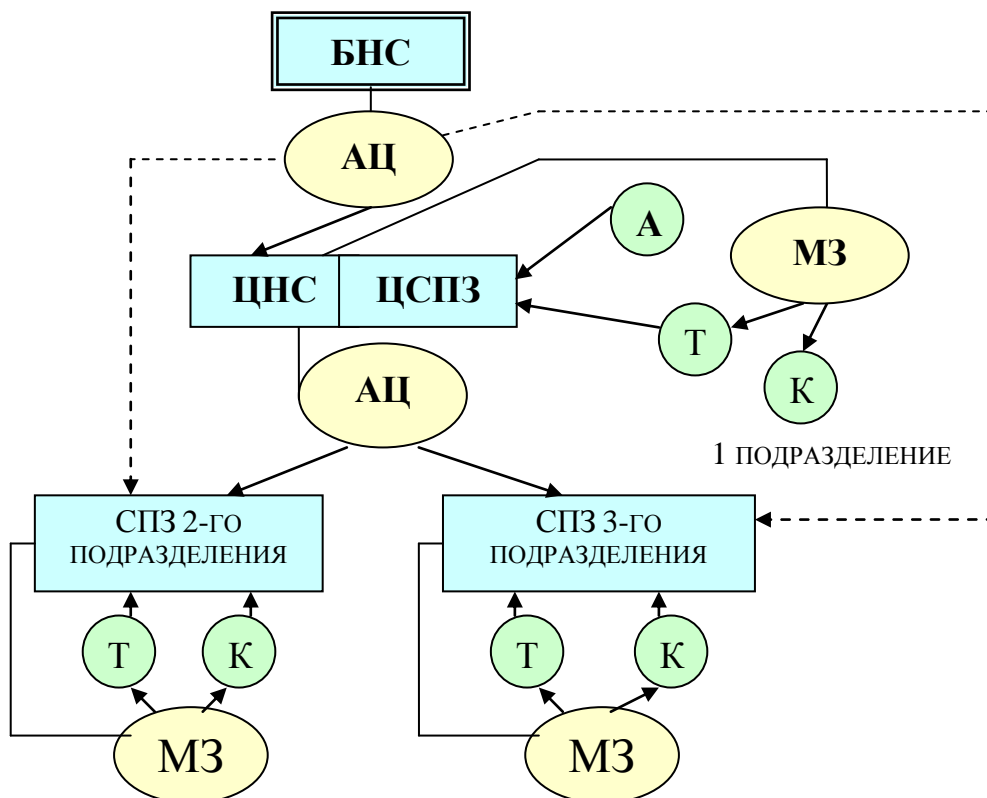 БНС
АЦ
А
МЗ
ЦНС ЦСПЗ
Т
К
АЦ
1 ПОДРАЗДЕЛЕНИЕ
СПЗ 2-ГО
ПОДРАЗДЕЛЕНИЯ
СПЗ 3-ГО
ПОДРАЗДЕЛЕНИЯ
Т К
Т К
МЗ
МЗ